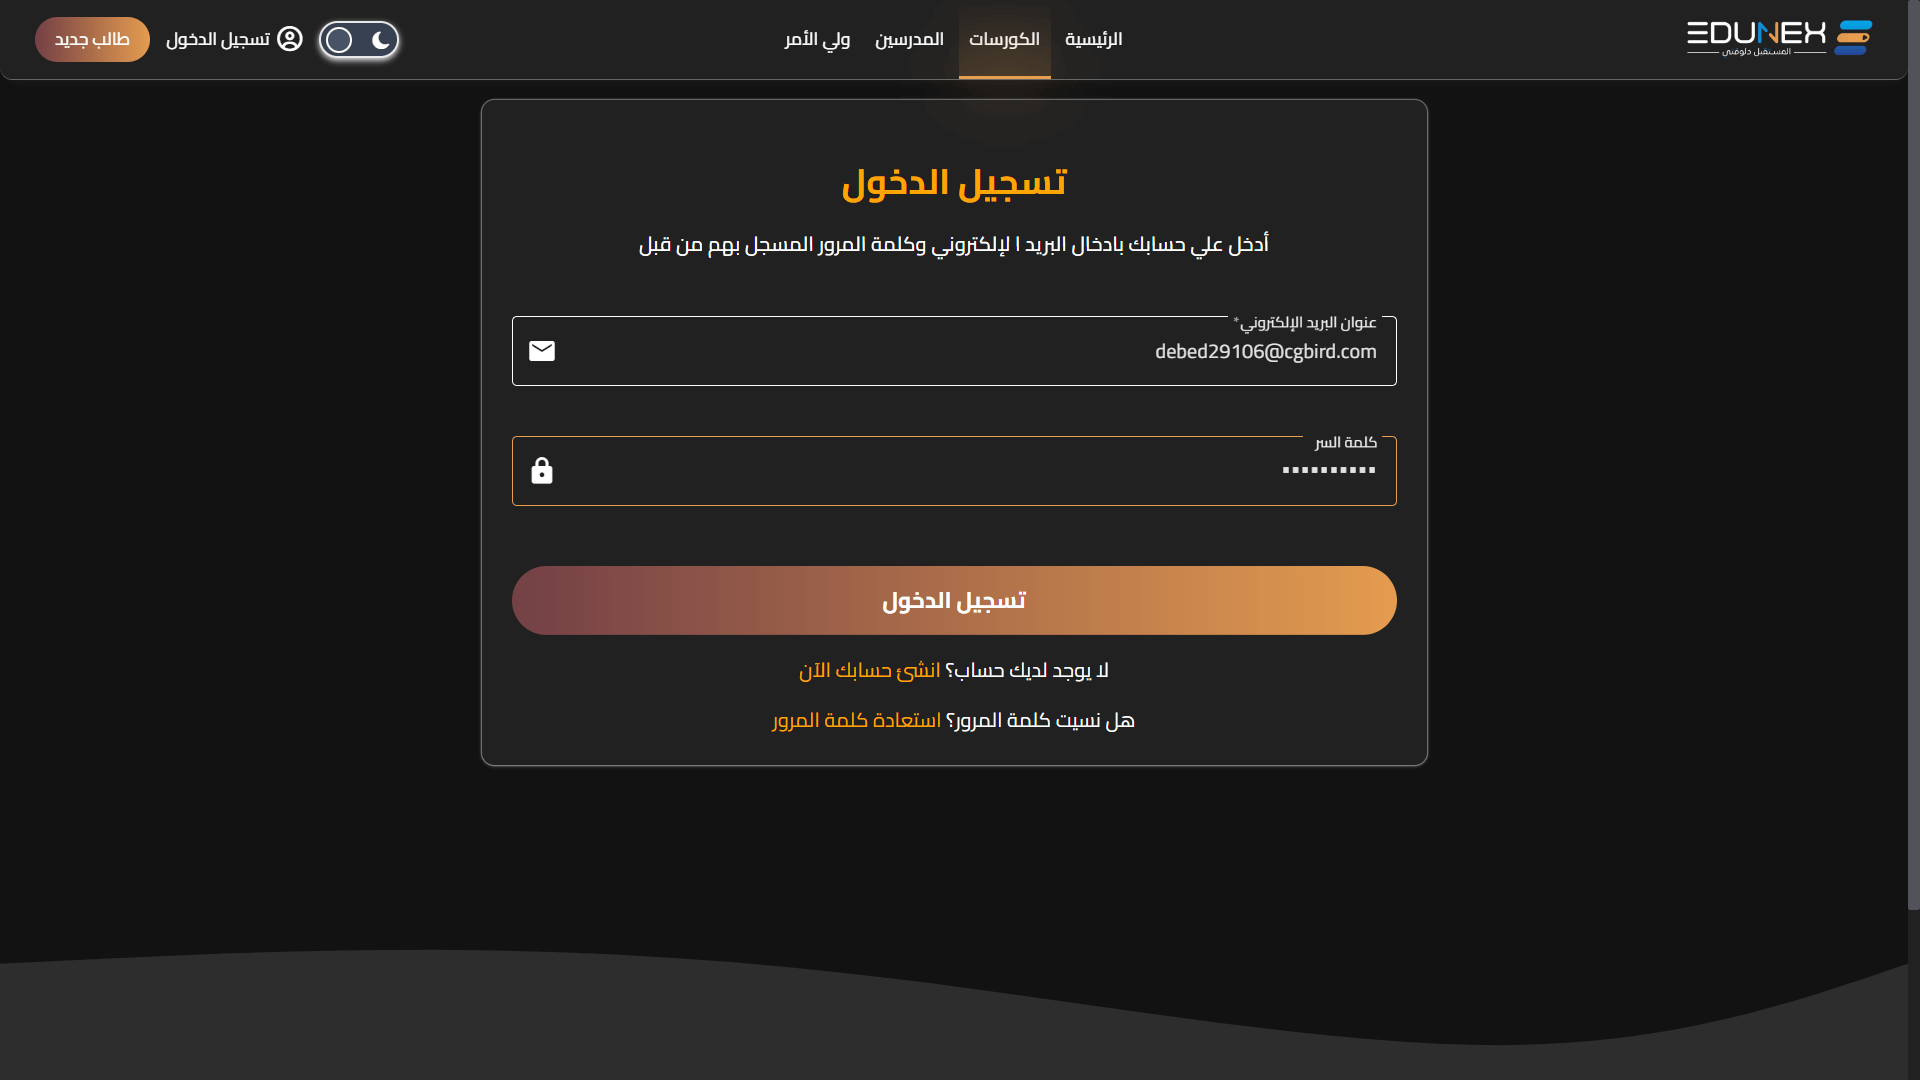 EDUNEX
المستقبل دلوقتي
الرئيسية
الكورسات
المدرسين
ولي الأمر
تسجيل الدخول
طالب جديد
تسجيل الدخول
أدخل علي حسابك بادخال البريد ا لإلكتروني وكلمة المرور المسجل بهم من قبل
عنوان البريد الإلكتروني*
debed29106@cgbird.com
كلمة السر
تسجيل الدخول
لا يوجد لديك حساب؟ انشئ حسابك الآن
هل نسيت كلمة المرور؟ استعادة كلمة المرور